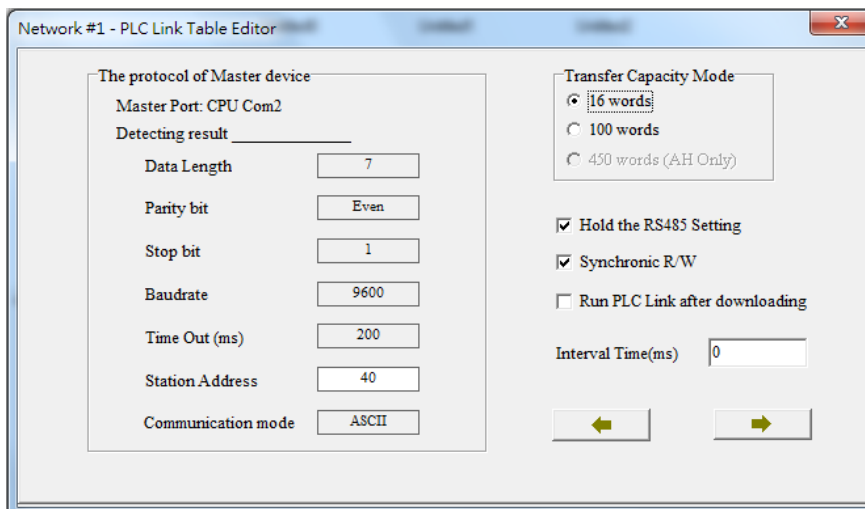 Network #1 - PLC Link Table Editor
The protocol of Master device
Master Port: CPU Com2
Detecting result
Data Length 7
Parity bit Even
Stop bit 1
Baudrate 9600
Time Out (ms) 200
Station Address 40
Communication mode ASCII
Transfer Capacity Mode
16 words
100 words
450 words (AH Only)
Hold the RS485 Setting
Synchronic R/W
Run PLC Link after downloading
Interval Time(ms) 0